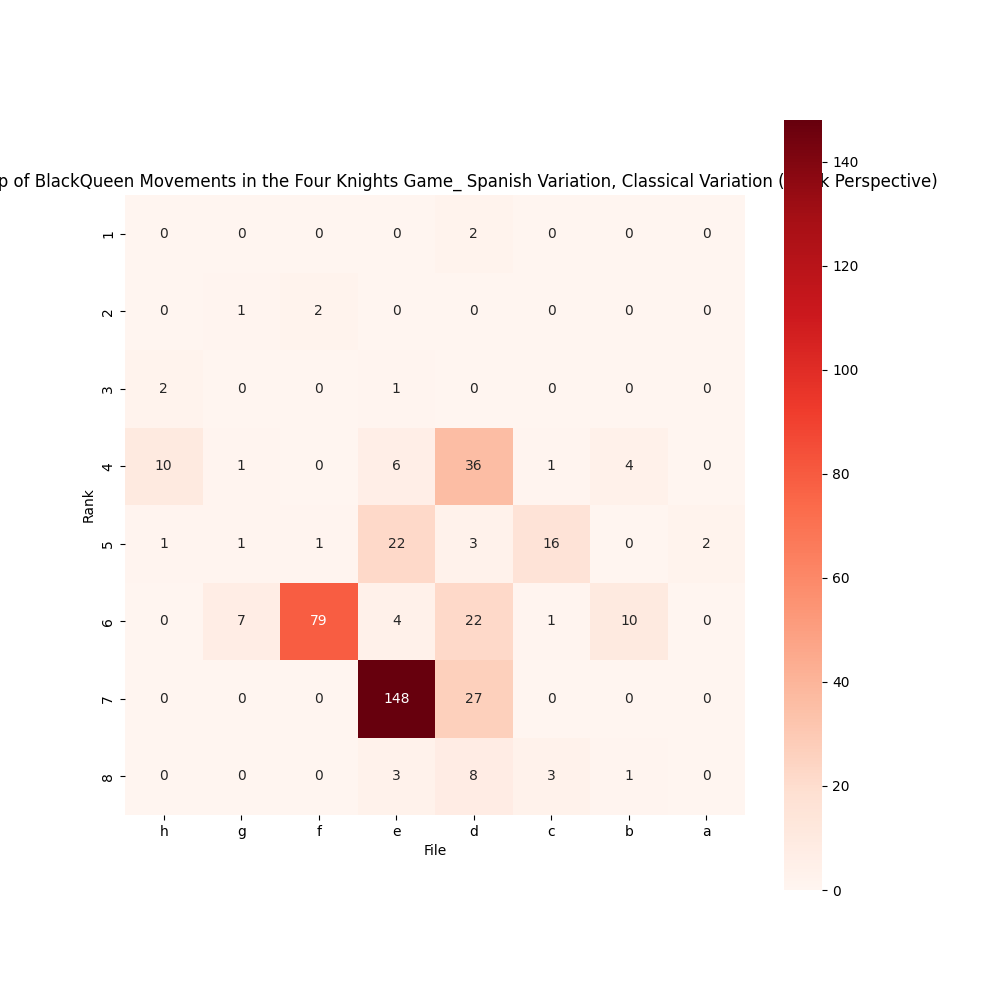 p of BlackQueen Movements in the Four Knights Game_ Spanish Variation, Classical Variation ( k Perspective)
1 0 0 0 0 2 0 0 0
2 0 1 2 0 0 0 0 0
3 2 0 0 1 0 0 0 0
4 10 1 0 6 36 1 4 0
5 1 1 1 22 3 16 0 2
6 0 7 79 4 22 1 10 0
7 0 0 0 148 27 0 0 0
8 0 0 0 3 8 3 1 0
h g f e d c b a
File
Rank
140
120
100
80
60
40
20
0